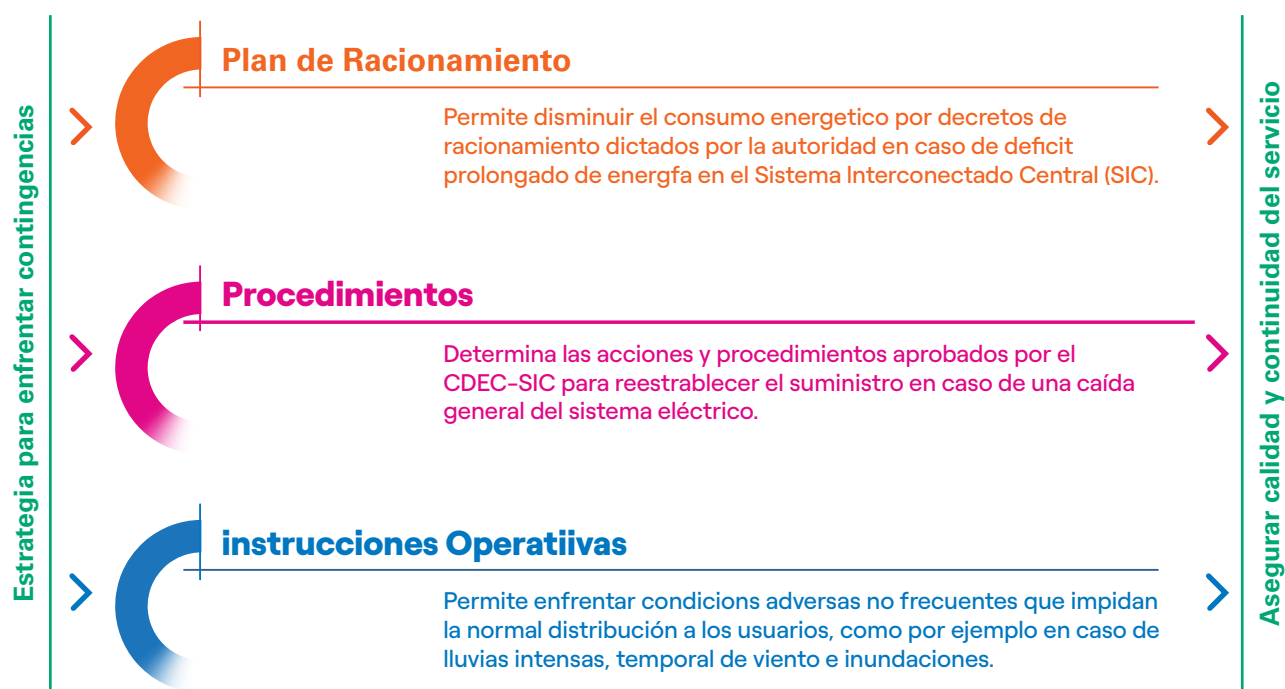 Estrategia para enfrentar contingencias
Plan de Racionamiento
Permite disminuir el consumo energetico por decretos de
racionamiento dictados por la autoridad en caso de deficit
prolongado de energfa en el Sistema Interconectado Central (SIC).
Procedimientos
Determina las acciones y procedimientos aprobados por el
CDEC-SIC para reestrablecer el suministro en caso de una caída
general del sistema eléctrico.
instrucciones Operatiivas
Permite enfrentar condicions adversas no frecuentes que impidan
la normal distribución a los usuarios, como por ejemplo en caso de
lluvias intensas, temporal de viento e inundaciones.
Asegurar calidad y continuidad del servicio